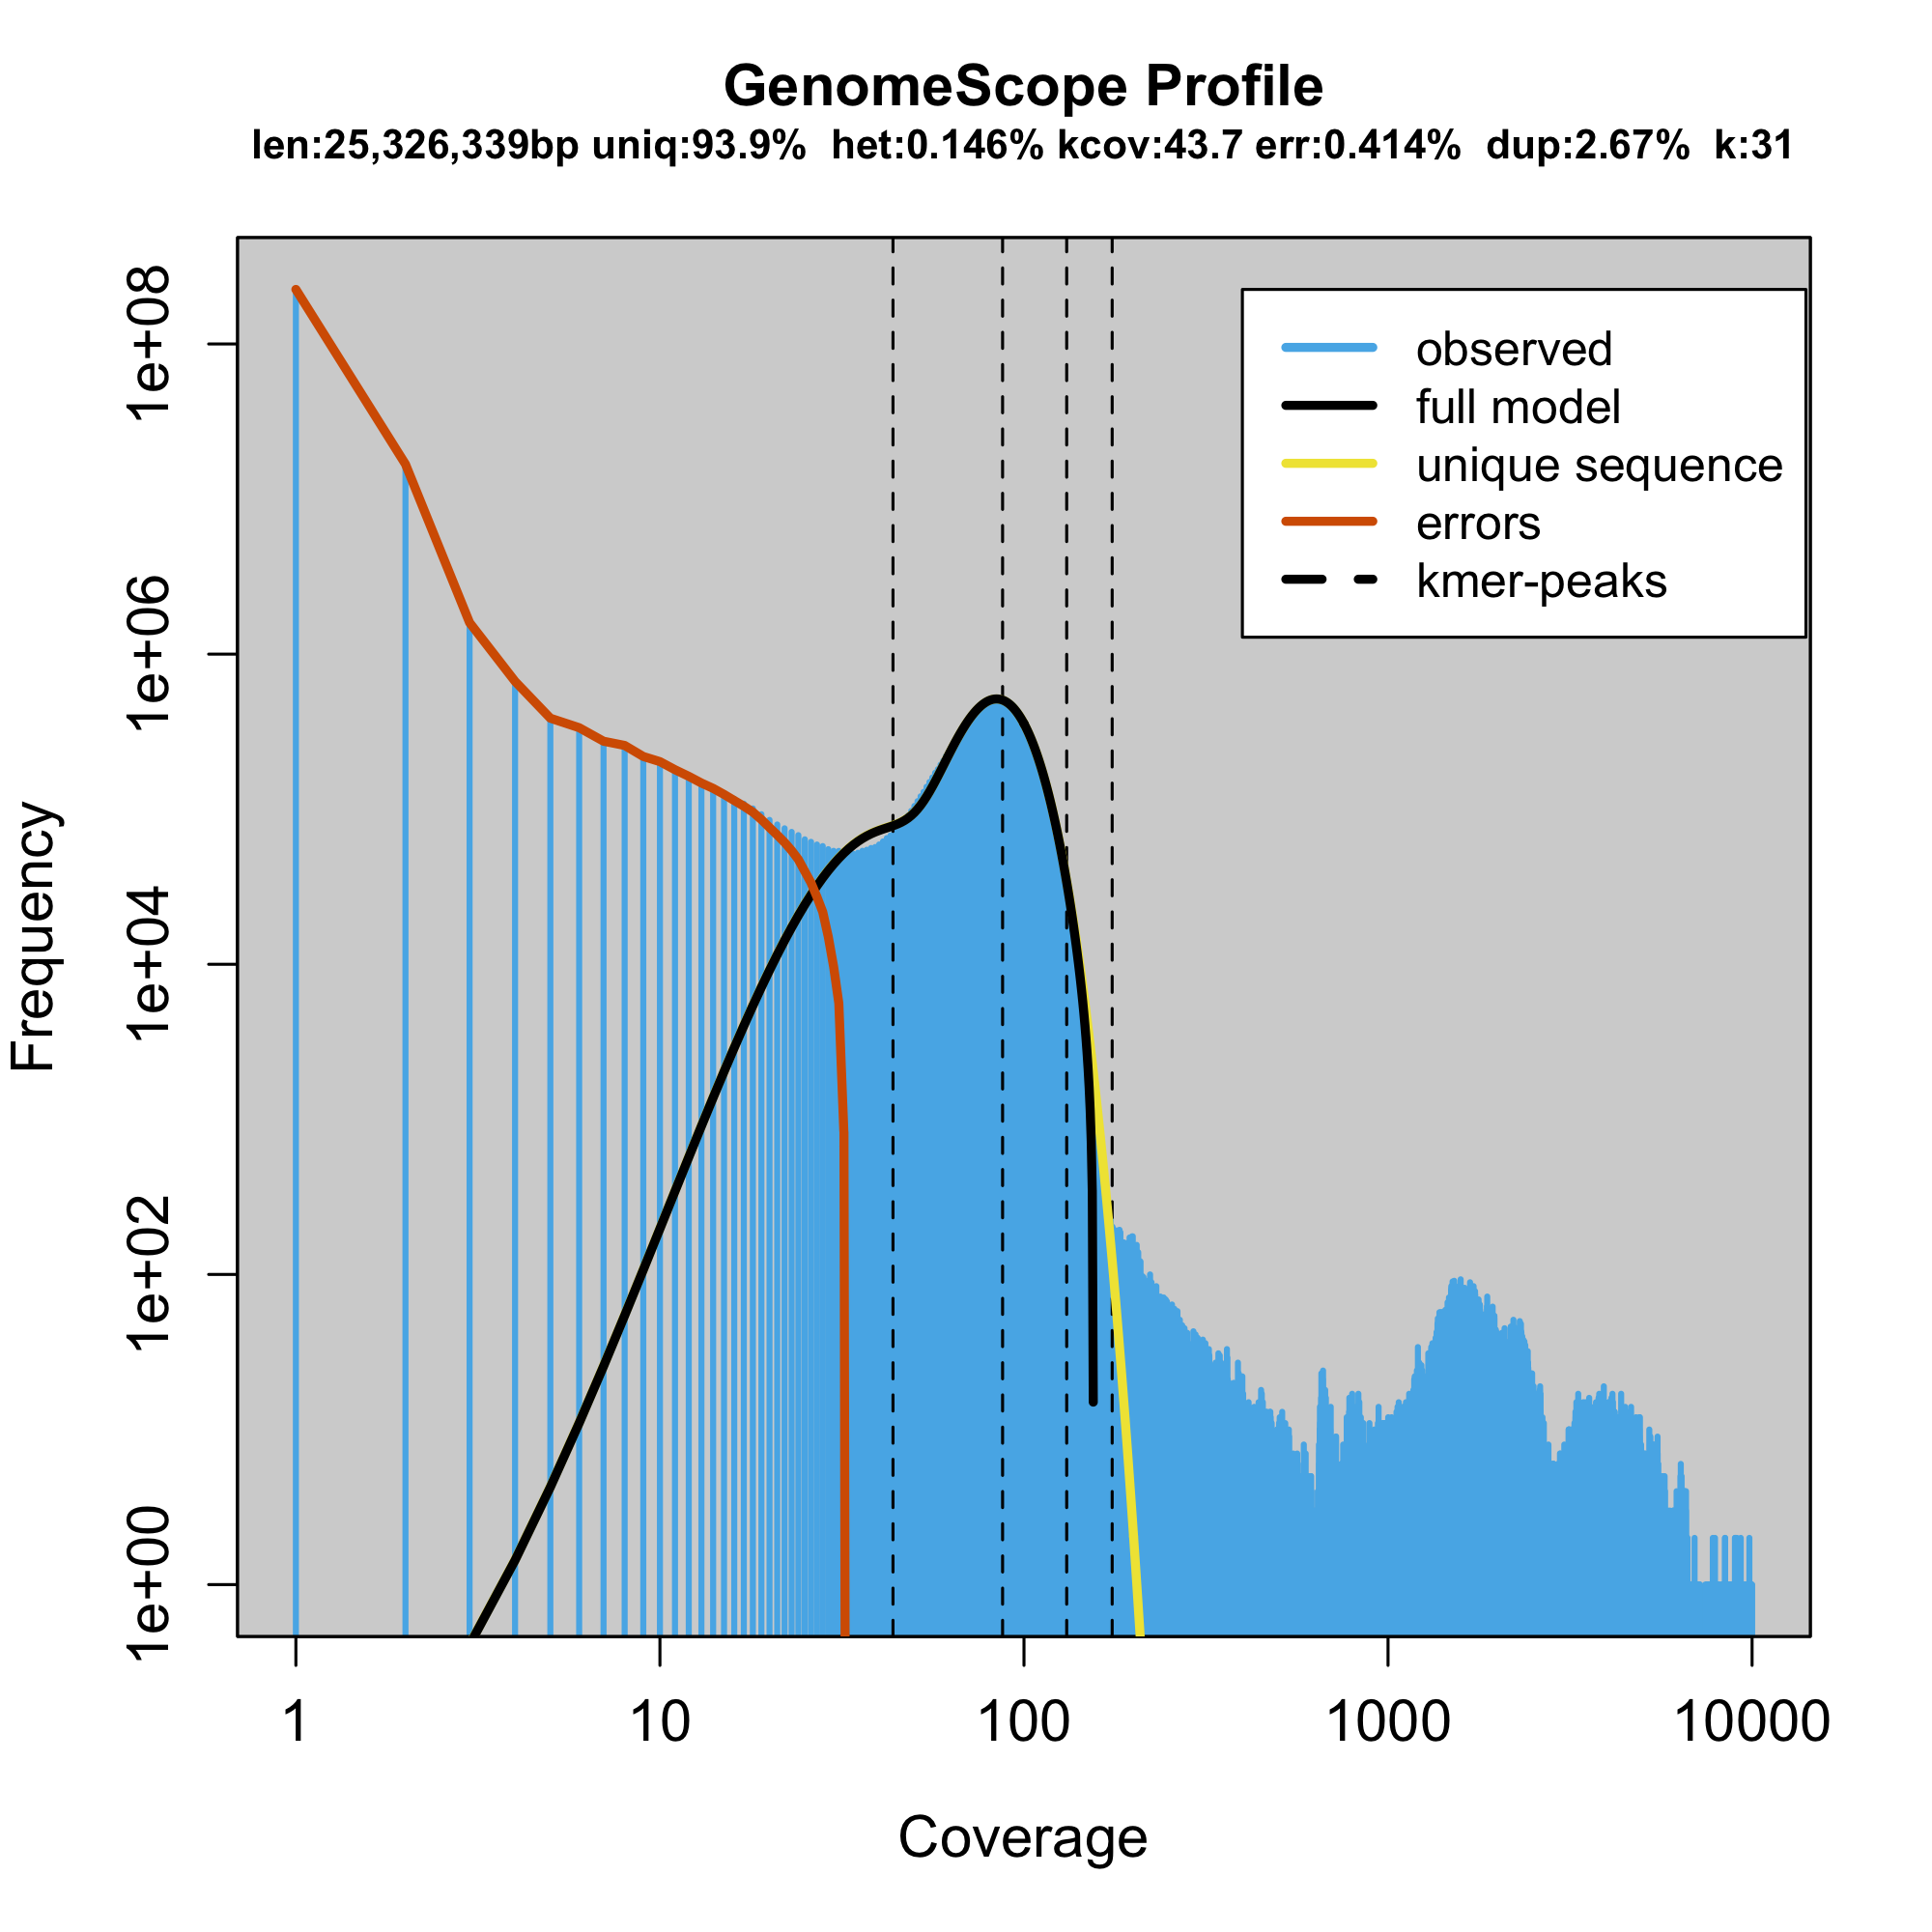 GenomeScope Profile
len:25,326,339bp uniq:93.9% het:0.146% kcov:43.7 err:0.414% dup:2.67% k:31
observed
full model
unique sequence
errors
kmer-peaks
Frequency
1e+08
1e+06
1e+04
1e+02
1e+00
1 10 100 1000 10000
Coverage